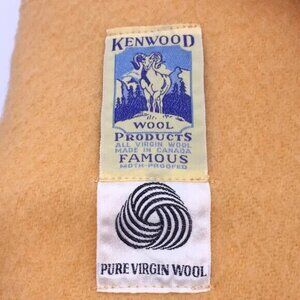 KENWOOD
WOOL
PRODUCTS
ALL VIRGIN WOOL
MADE IN CANADA
FAMOUS
MOTH-PROOFED
PURE VIRGIN WOOL